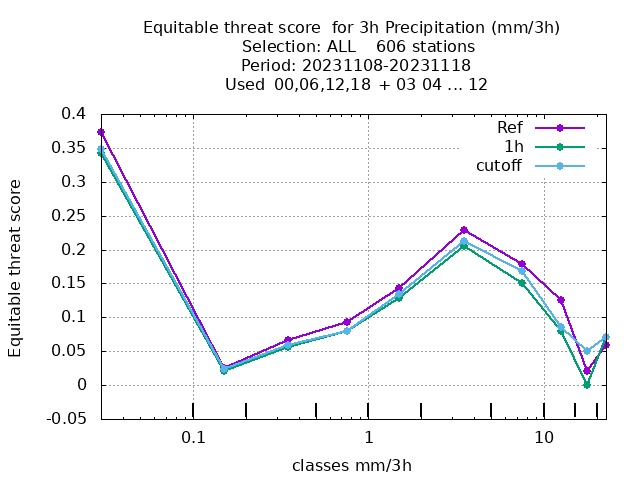 Equitable threat score  for 3h Precipitation (mm/3h)
Selection: ALL    606 stations
Period: 20231108-20231118
Used  00,06,12,18  + 03 04 ... 12
Ref
1h
cutoff
Equitable threat score
0.4
0.35
0.3
0.25
0.2
0.15
0.1
0.05
0
-0.05
0.1 1 10
classes mm/3h